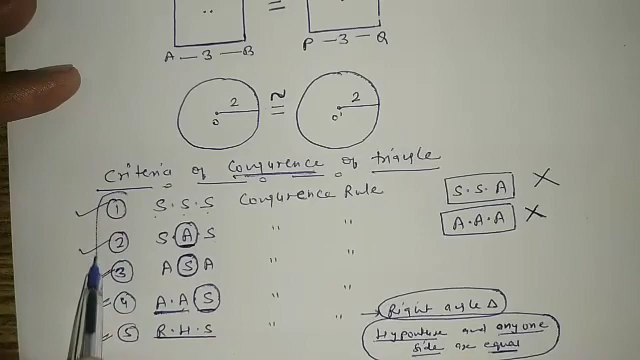 ≅
A — 3 — B P — 3 — Q
2 ≅ 2
O O'
Criteria of Congurence of triangle
① S.S.S Congurence Rule
② S A S " "
③ A S A " "
④ A.A S " "
⑤ R.H.S " "
S.S.A ✗
A.A.A ✗
→ Right angle Δ
Hypotnuse and anyone
side are equal